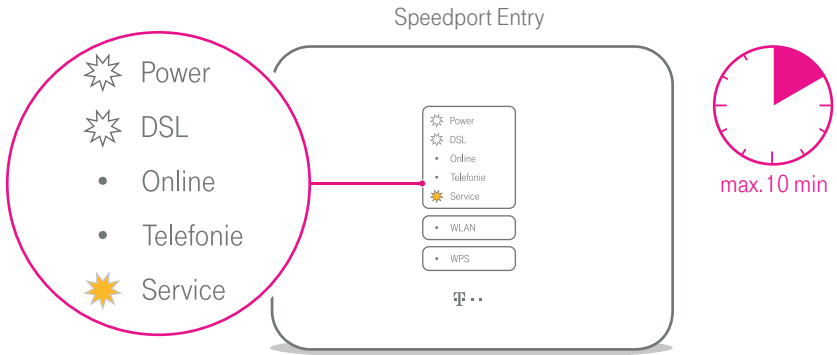 Speedport Entry
Power
DSL
Online
Telefonie
Service
Power
DSL
Online
Telefonie
Service
WLAN
WPS
T
max.10 min